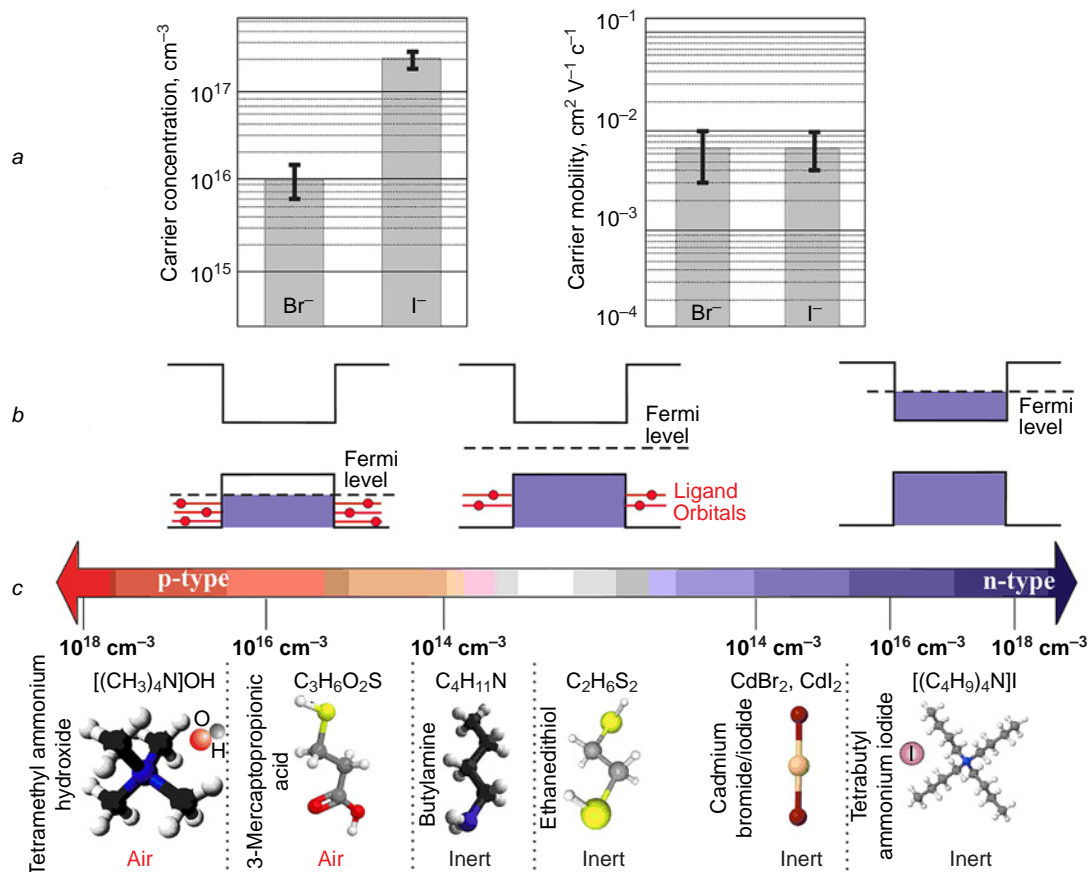 a
Carrier concentration, cm⁻³
10¹⁷
10¹⁶
10¹⁵
Br⁻
I⁻
Carrier mobility, cm² V⁻¹ c⁻¹
10⁻¹
10⁻²
10⁻³
10⁻⁴
Br⁻
I⁻
b
Fermi
level
Fermi
level
Ligand
Orbitals
Fermi
level
c
p-type
n-type
10¹⁸ cm⁻³
10¹⁶ cm⁻³
10¹⁴ cm⁻³
10¹⁴ cm⁻³
10¹⁶ cm⁻³
10¹⁸ cm⁻³
Tetramethyl ammonium
hydroxide
[(CH₃)₄N]OH
O
H
Air
3-Mercaptopropionic
acid
C₃H₆O₂S
Air
Butylamine
C₄H₁₁N
Inert
Ethanedithiol
C₂H₆S₂
Inert
Cadmium
bromide/iodide
CdBr₂, CdI₂
Inert
Tetrabutyl
ammonium iodide
[(C₄H₉)₄N]I
I
Inert